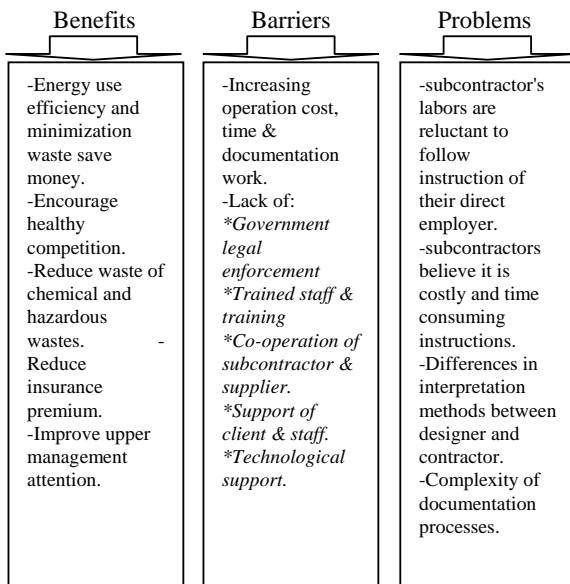 Benefits
Barriers
Problems
-Energy use
efficiency and
minimization
waste save
money.
-Encourage
healthy
competition.
-Reduce waste of
chemical and
hazardous
wastes. -
Reduce
insurance
premium.
-Improve upper
management
attention.
-Increasing
operation cost,
time &
documentation
work.
-Lack of:
*Government
legal
enforcement
*Trained staff &
training
*Co-operation of
subcontractor &
supplier.
*Support of
client & staff.
*Technological
support.
-subcontractor's
labors are
reluctant to
follow
instruction of
their direct
employer.
-subcontractors
believe it is
costly and time
consuming
instructions.
-Differences in
interpretation
methods between
designer and
contractor.
-Complexity of
documentation
processes.